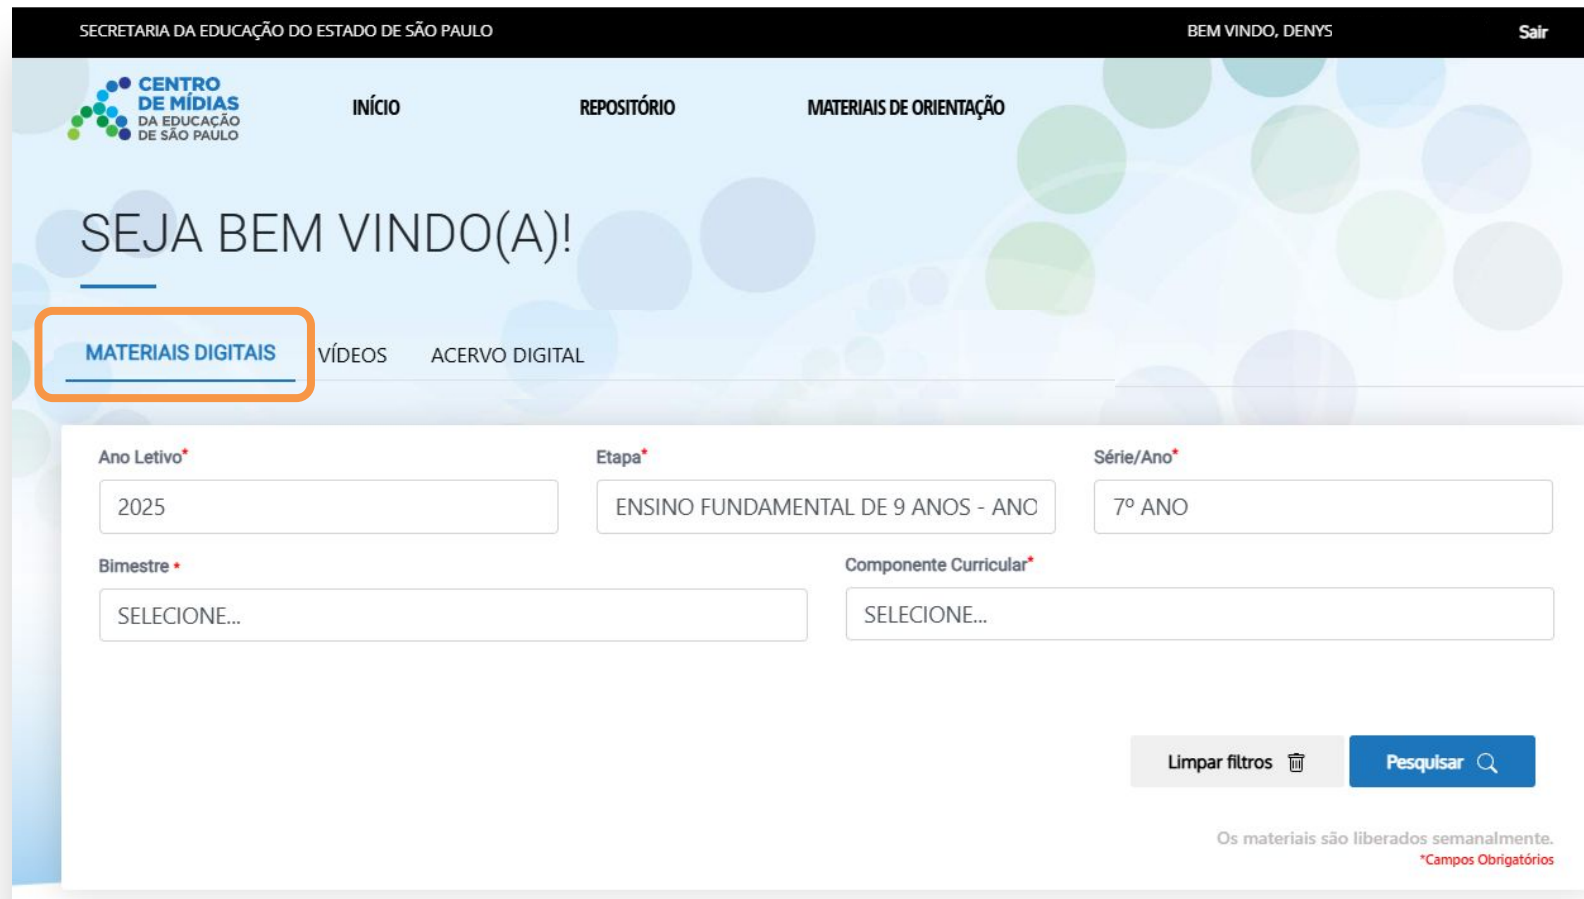 SECRETARIA DA EDUCAÇÃO DO ESTADO DE SÃO PAULO BEM VINDO, DENYS Sair
CENTRO
DE MÍDIAS
DA EDUCAÇÃO
DE SÃO PAULO
INÍCIO REPOSITÓRIO MATERIAIS DE ORIENTAÇÃO
SEJA BEM VINDO(A)!
MATERIAIS DIGITAIS VÍDEOS ACERVO DIGITAL
Ano Letivo* Etapa* Série/Ano*
2025 ENSINO FUNDAMENTAL DE 9 ANOS - ANO 7º ANO
Bimestre * Componente Curricular*
SELECIONE... SELECIONE...
Limpar filtros Pesquisar
Os materiais são liberados semanalmente.
*Campos Obrigatórios